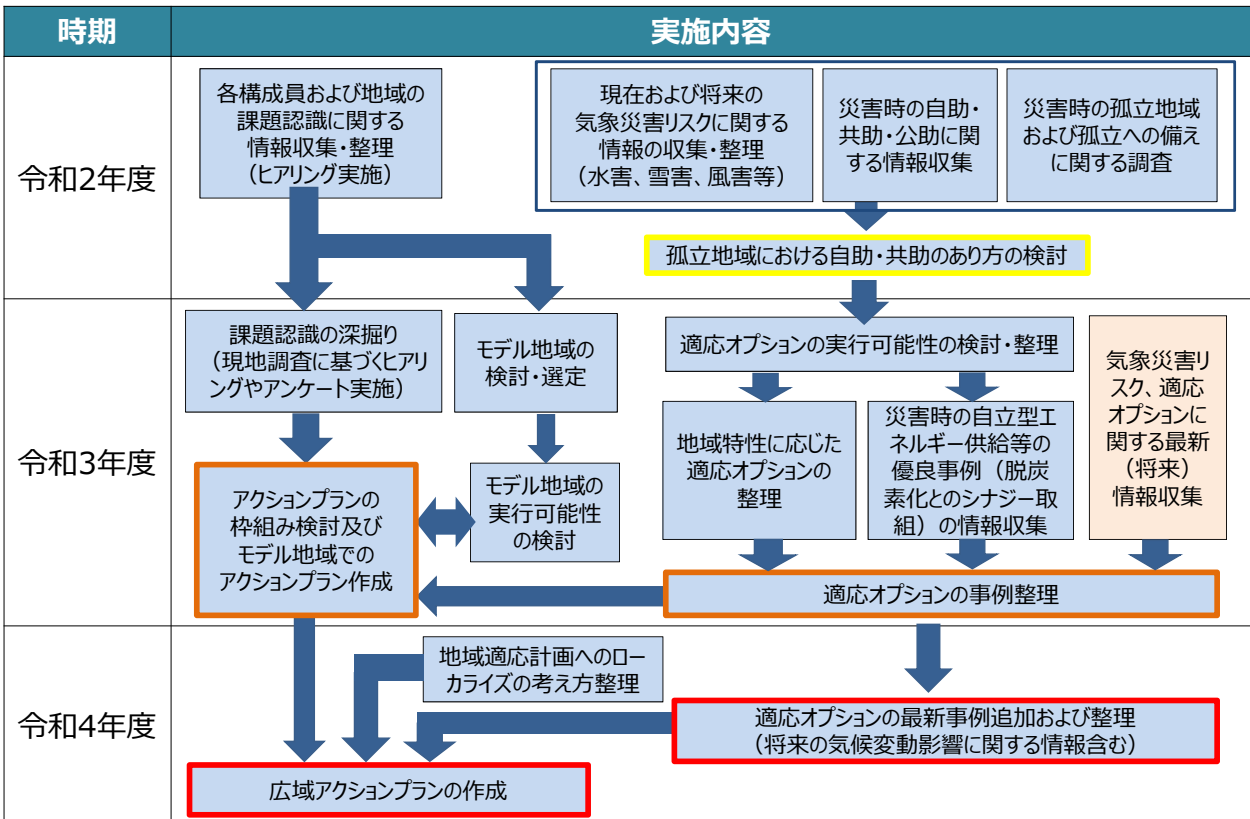 時期
実施内容
令和2年度
各構成員および地域の
課題認識に関する
情報収集・整理
（ヒアリング実施）
現在および将来の
気象災害リスクに関する
情報の収集・整理
（水害、雪害、風害等）
災害時の自助・
共助・公助に関
する情報収集
災害時の孤立地域
および孤立への備え
に関する調査
孤立地域における自助・共助のあり方の検討
令和3年度
課題認識の深掘り
（現地調査に基づくヒアリ
ングやアンケート実施）
モデル地域の
検討・選定
適応オプションの実行可能性の検討・整理
気象災害リ
スク、適応
オプションに
関する最新
（将来）
情報収集
地域特性に応じた
適応オプションの
整理
災害時の自立型エ
ネルギー供給等の
優良事例（脱炭
素化とのシナジー取
組）の情報収集
アクションプランの
枠組み検討及び
モデル地域での
アクションプラン作成
モデル地域の
実行可能性
の検討
適応オプションの事例整理
令和4年度
地域適応計画へのロー
カライズの考え方整理
適応オプションの最新事例追加および整理
（将来の気候変動影響に関する情報含む）
広域アクションプランの作成